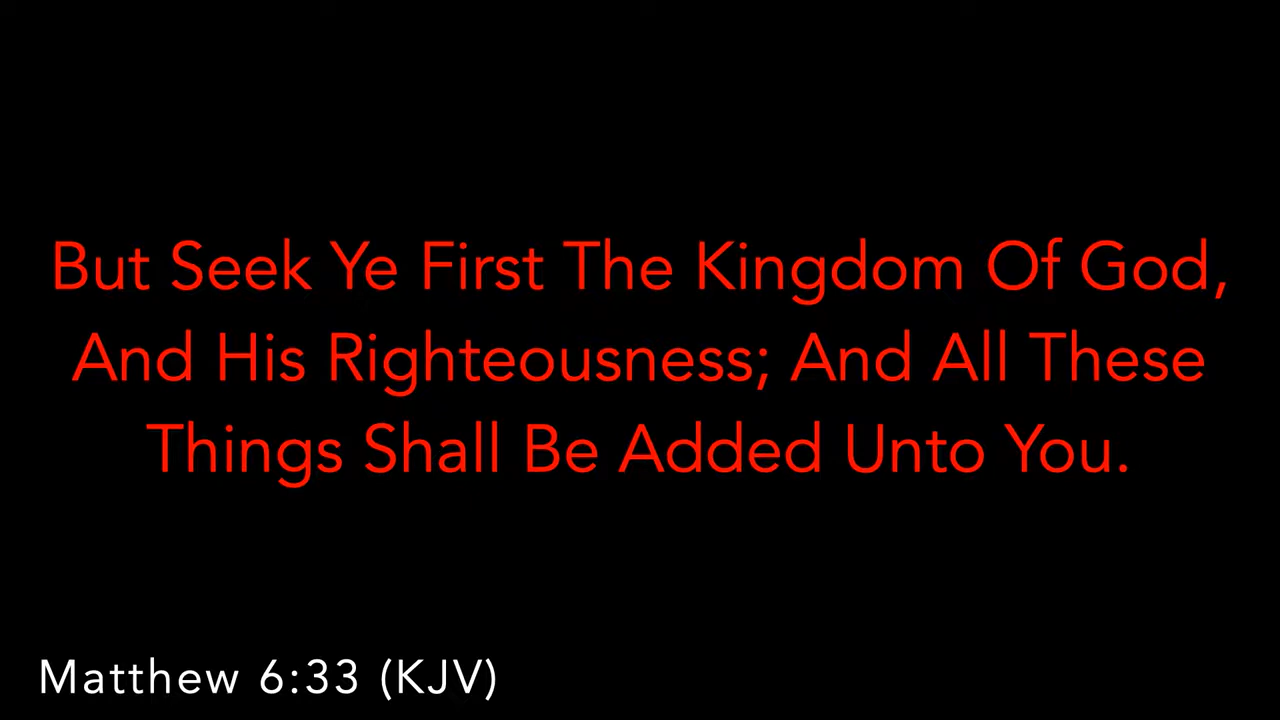 But Seek Ye First The Kingdom Of God,
And His Righteousness; And All These
Things Shall Be Added Unto You.
Matthew 6:33 (KJV)